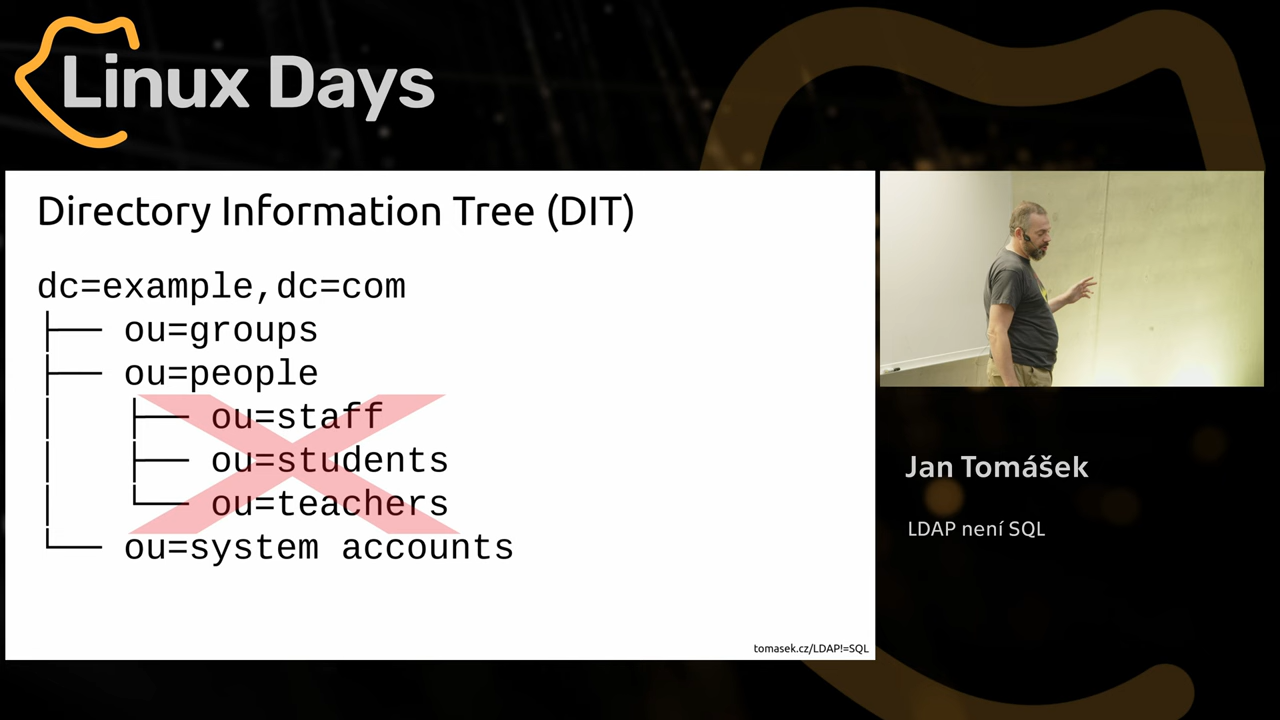 Linux Days
Directory Information Tree (DIT)
dc=example,dc=com
├── ou=groups
├── ou=people
│   ├── ou=staff
│   ├── ou=students
│   └── ou=teachers
└── ou=system accounts
tomasek.cz/LDAP!=SQL
Jan Tomášek
LDAP není SQL